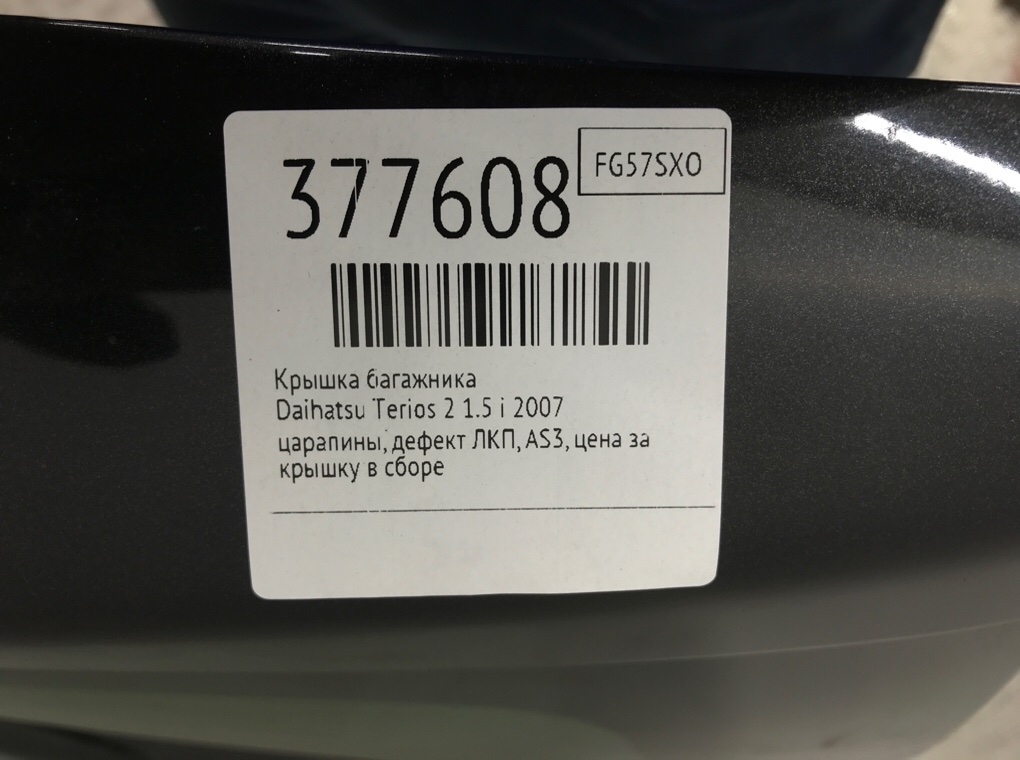 377608
FG57SXO
Крышка багажника
Daihatsu Terios 2 1.5 i 2007
царапины, дефект ЛКП, AS3, цена за
крышку в сборе